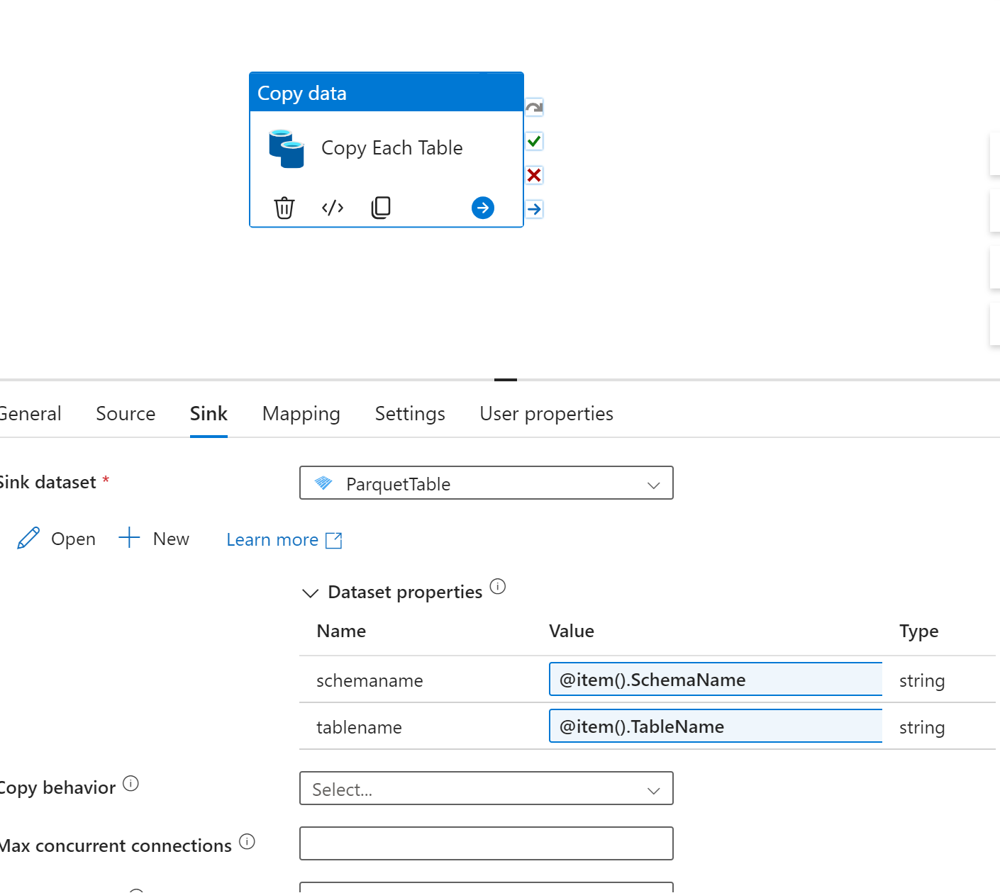 Copy data
Copy Each Table
General Source Sink Mapping Settings User properties
Sink dataset * ParquetTable
Open New Learn more
Dataset properties
Name Value Type
schemaname @item().SchemaName string
tablename @item().TableName string
Copy behavior Select...
Max concurrent connections